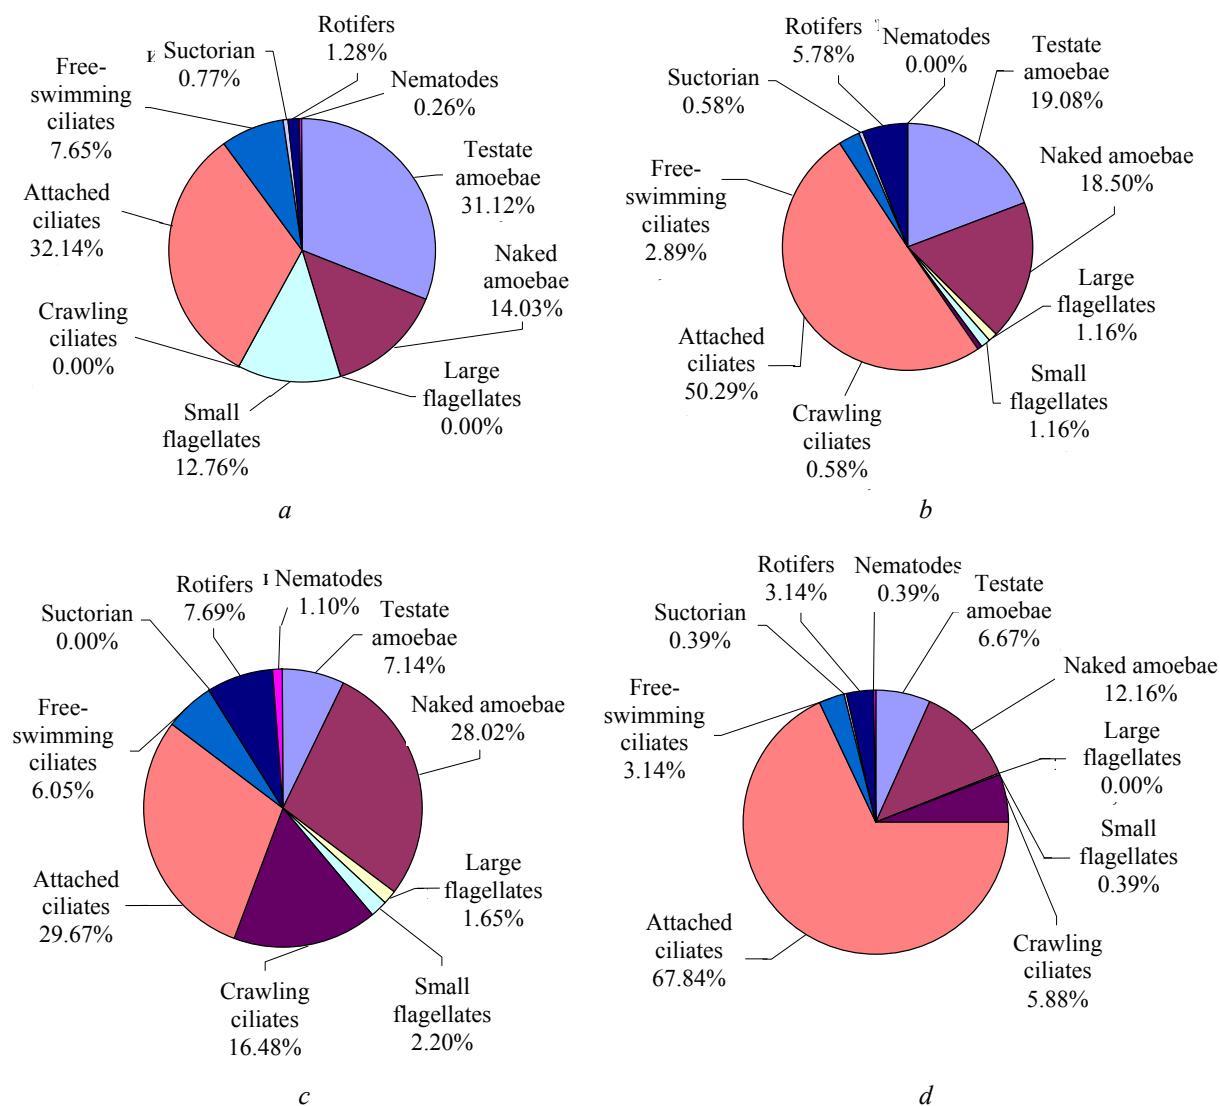 Rotifers
1.28%
Suctorian
0.77%
Free-
swimming
ciliates
7.65%
Nematodes
0.26%
Attached
ciliates
32.14%
Testate
amoebae
31.12%
Crawling
ciliates
0.00%
Naked
amoebae
14.03%
Small
flagellates
12.76%
Large
flagellates
0.00%
a
Rotifers
5.78%
Nematodes
0.00%
Testate
amoebae
19.08%
Suctorian
0.58%
Naked amoebae
18.50%
Free-
swimming
ciliates
2.89%
Large
flagellates
1.16%
Attached
ciliates
50.29%
Small
flagellates
1.16%
Crawling
ciliates
0.58%
b
Rotifers
7.69%
Nematodes
1.10%
Testate
amoebae
7.14%
Suctorian
0.00%
Naked amoebae
28.02%
Free-
swimming
ciliates
6.05%
Large
flagellates
1.65%
Attached
ciliates
29.67%
Small
flagellates
2.20%
Crawling
ciliates
16.48%
c
Rotifers
3.14%
Nematodes
0.39%
Testate
amoebae
6.67%
Suctorian
0.39%
Naked amoebae
12.16%
Free-
swimming
ciliates
3.14%
Large
flagellates
0.00%
Small
flagellates
0.39%
Attached
ciliates
67.84%
Crawling
ciliates
5.88%
d